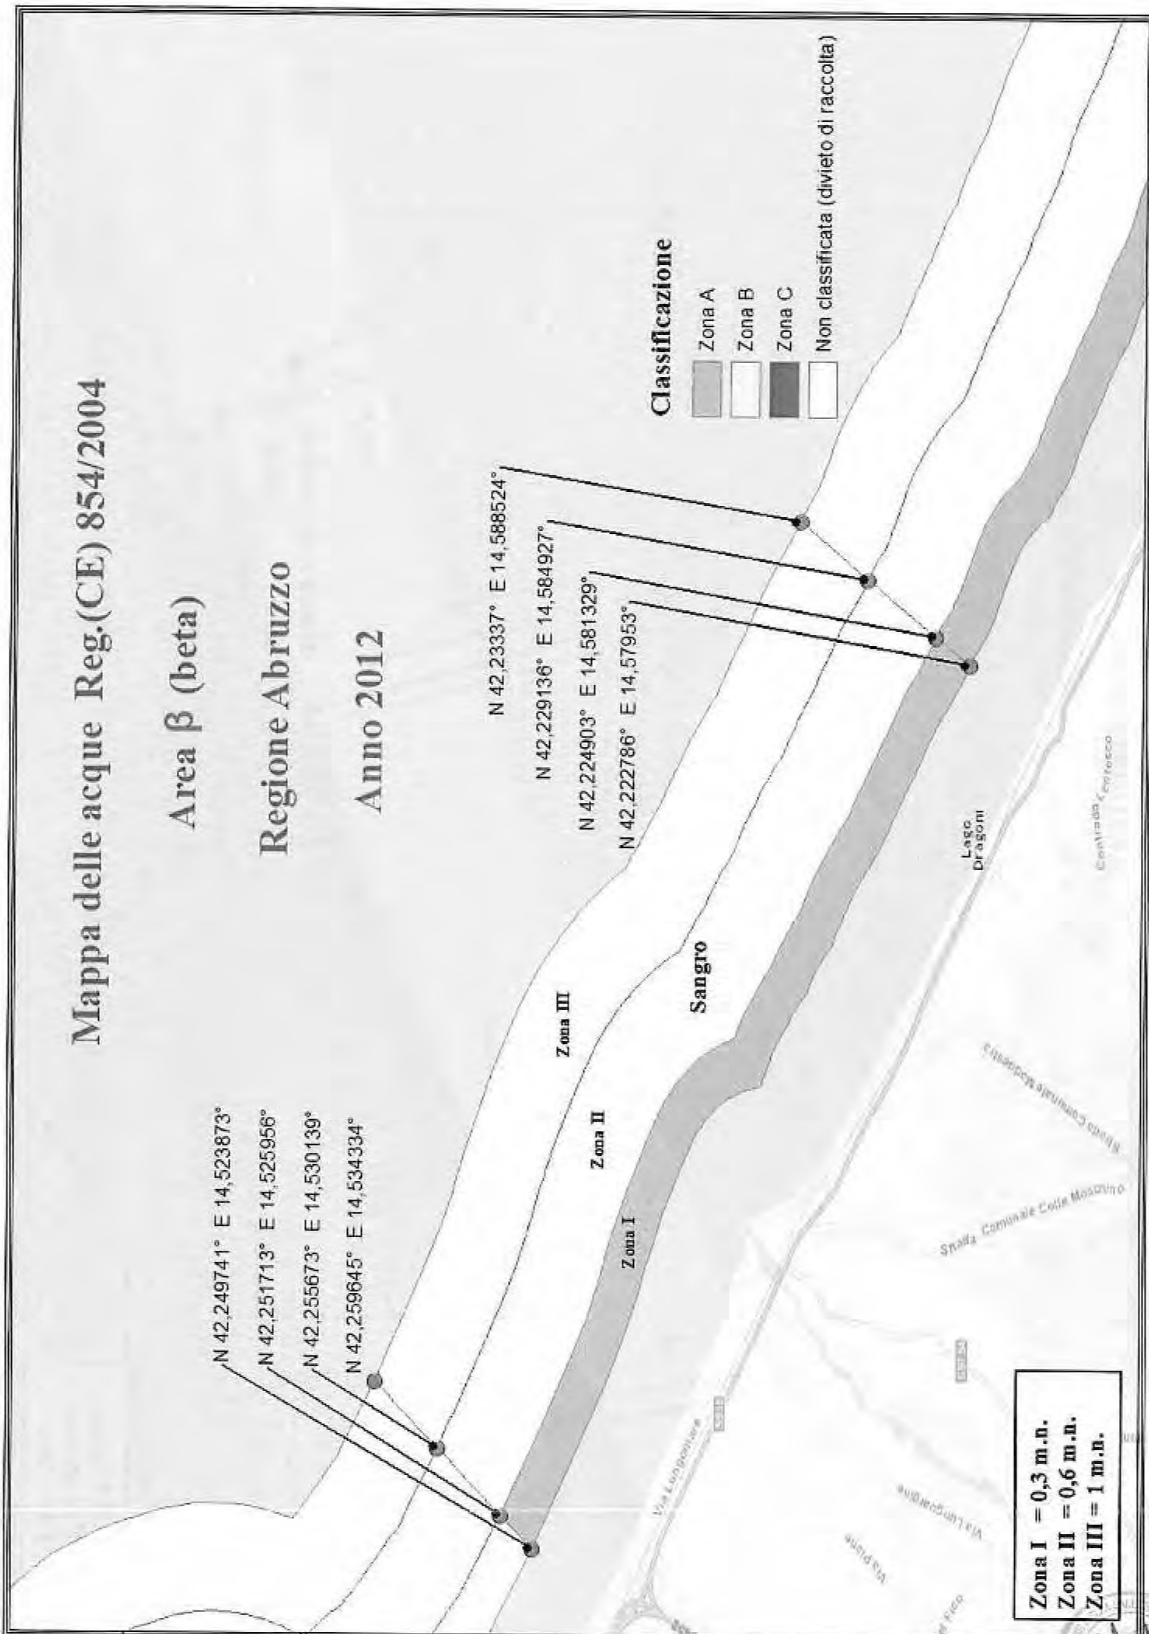 Mappa delle acque Reg.(CE) 854/2004
Area β (beta)
Regione Abruzzo
Anno 2012
N 42,249741° E 14,523873°
N 42,251713° E 14,525956°
N 42,255673° E 14,530139°
N 42,259645° E 14,534334°
N 42,23337° E 14,588524°
N 42,229136° E 14,584927°
N 42,224903° E 14,581329°
N 42,222786° E 14,57953°
Classificazione
Zona A
Zona B
Zona C
Non classificata (divieto di raccolta)
Zona III
Zona II
Zona I
Sangro
Lago
Dragoni
Contrada
Via Lungomare
Via Lungargine
Via Piane
Strada Comunale Colle
Strada Comunale
Zona I = 0,3 m.n.
Zona II = 0,6 m.n.
Zona III = 1 m.n.